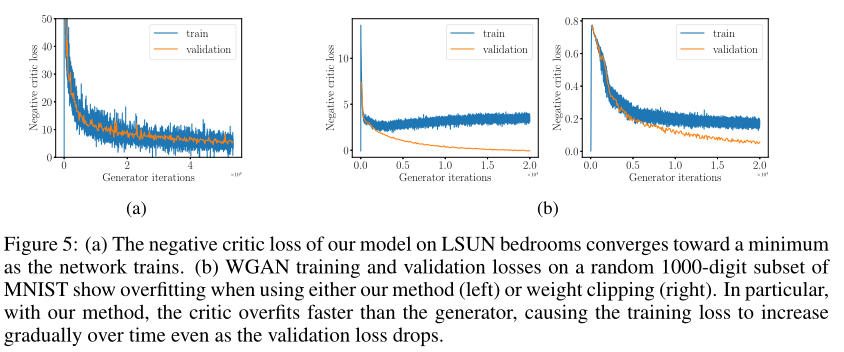 50
40
30
20
10
0
Negative critic loss
train
validation
0
2
4
Generator iterations
10
5
0
Negative critic loss
train
validation
0.0
0.5
1.0
1.5
2.0
Generator iterations
0.8
0.6
0.4
0.2
0.0
Negative critic loss
train
validation
0.0
0.5
1.0
1.5
2.0
Generator iterations
(a)
(b)
Figure 5: (a) The negative critic loss of our model on LSUN bedrooms converges toward a minimum
as the network trains. (b) WGAN training and validation losses on a random 1000-digit subset of
MNIST show overfitting when using either our method (left) or weight clipping (right). In particular,
with our method, the critic overfits faster than the generator, causing the training loss to increase
gradually over time even as the validation loss drops.